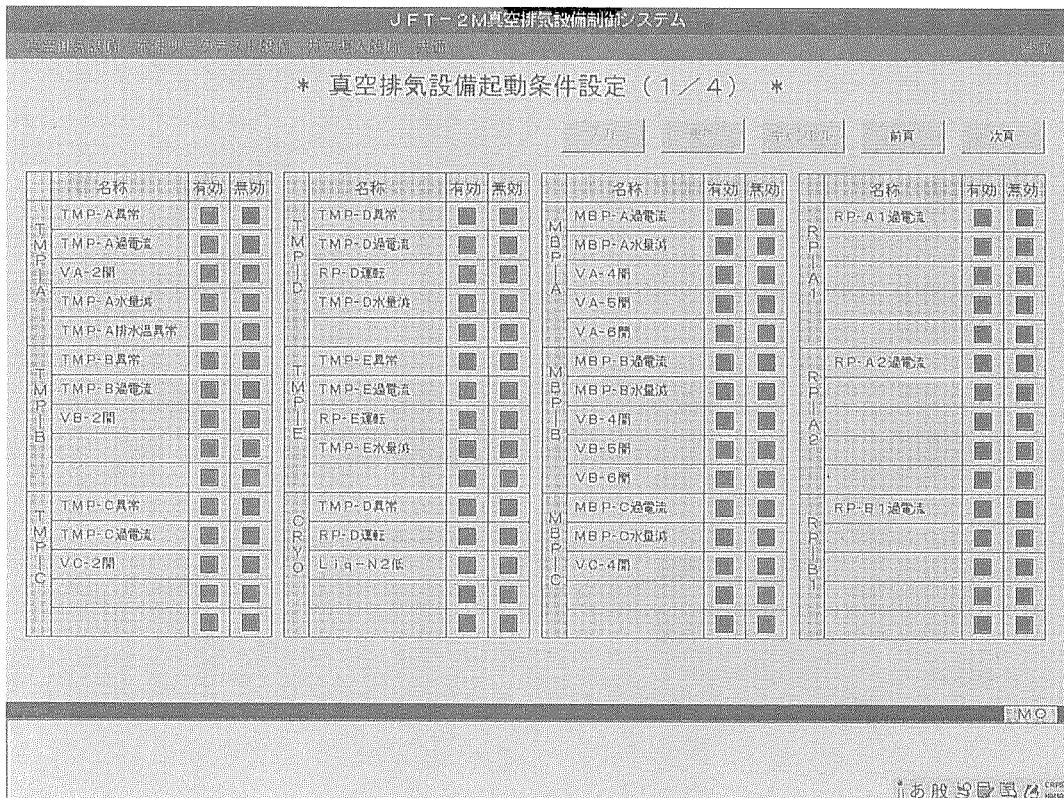 JFT-2M真空排気設備制御システム
* 真空排気設備起動条件設定(1/4) *
前頁 次頁
名称 有効 無効
TMP-A
TMP-A異常
TMP-A過電流
VA-2開
TMP-A水量減
TMP-A排水温異常
TMP-B
TMP-B異常
TMP-B過電流
VB-2開
TMP-C
TMP-C異常
TMP-C過電流
VC-2開
名称 有効 無効
TMP-D
TMP-D異常
TMP-D過電流
RP-D運転
TMP-D水量減
TMP-E
TMP-E異常
TMP-E過電流
RP-E運転
TMP-E水量減
CRYO
TMP-D異常
RP-D運転
Liq-N2低
名称 有効 無効
MBP-A
MBP-A過電流
MBP-A水量減
VA-4開
VA-5開
VA-6開
MBP-B
MBP-B過電流
MBP-B水量減
VB-4開
VB-5開
VB-6開
MBP-C
MBP-C過電流
MBP-C水量減
VC-4開
名称 有効 無効
RP-A1
RP-A1過電流
RP-A2
RP-A2過電流
RP-B1
RP-B1過電流
EMO
あ 般